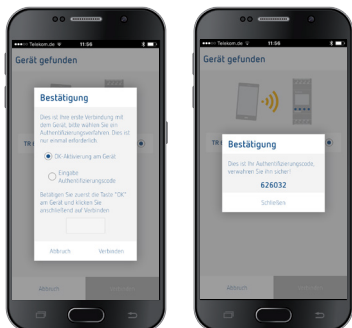 Telekom.de
11:56
Gerät gefunden
Bestätigung
Dies ist Ihre erste Verbindung mit
dem Gerät, bitte wählen Sie ein
Authentifizierungsverfahren. Dies ist
nur einmal erforderlich.
OK-Aktivierung am Gerät
Eingabe
Authentifizierungscode
Betätigen Sie zuerst die Taste "OK"
am Gerät und klicken Sie
anschließend auf Verbinden
Abbruch Verbinden
TR
Abbruch
Telekom.de
11:56
Gerät gefunden
Bestätigung
Dies ist Ihr Authentifizierungscode,
verwahren Sie ihn sicher!
626032
Schließen
TR
Abbruch